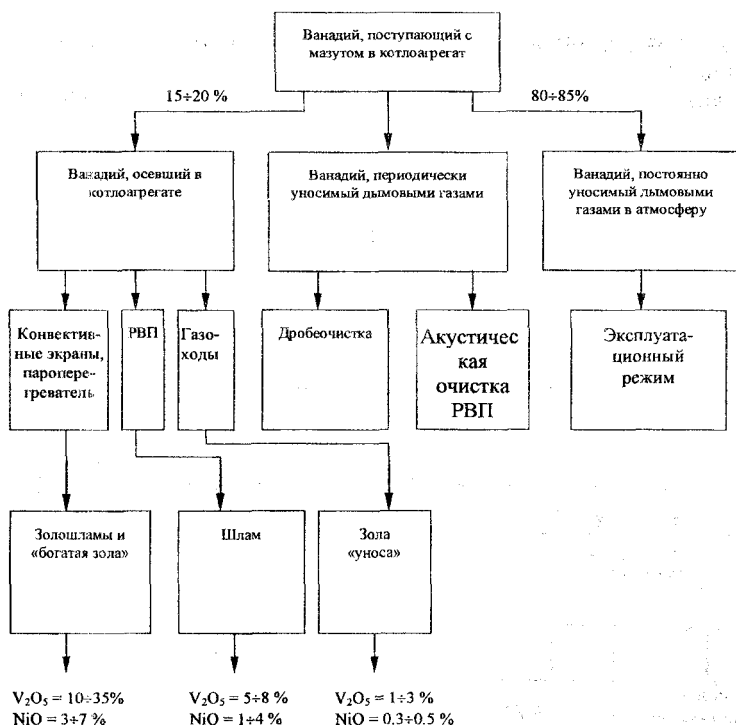 Ванадий, поступающий с
мазутом в котлоагрегат
15÷20 %
80÷85%
Ванадий, осевший в
котлоагрегате
Ванадий, периодически
уносимый дымовыми газами
Ванадий, постоянно
уносимый дымовыми
газами в атмосферу
Конвектив-
ные экраны,
паропере-
греватель
РВП
Газо-
ходы
Дробеочистка
Акустичес
кая
очистка
РВП
Эксплуата-
ционный
режим
Золошламы и
«богатая зола»
Шлам
Зола
«уноса»
V₂O₅ = 10÷35%
NiO = 3÷7 %
V₂O₅ = 5÷8 %
NiO = 1÷4 %
V₂O₅ = 1÷3 %
NiO = 0.3÷0.5 %